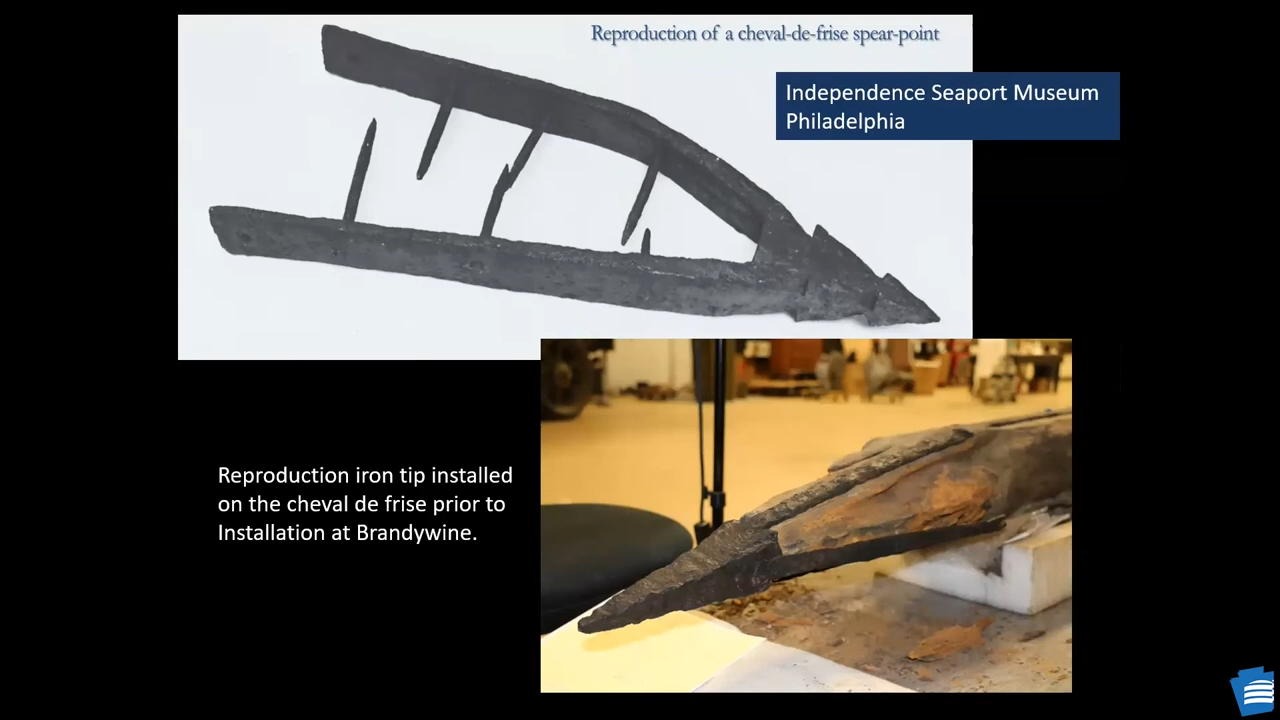 Reproduction of a cheval-de-frise spear-point
Independence Seaport Museum
Philadelphia
Reproduction iron tip installed
on the cheval de frise prior to
Installation at Brandywine.